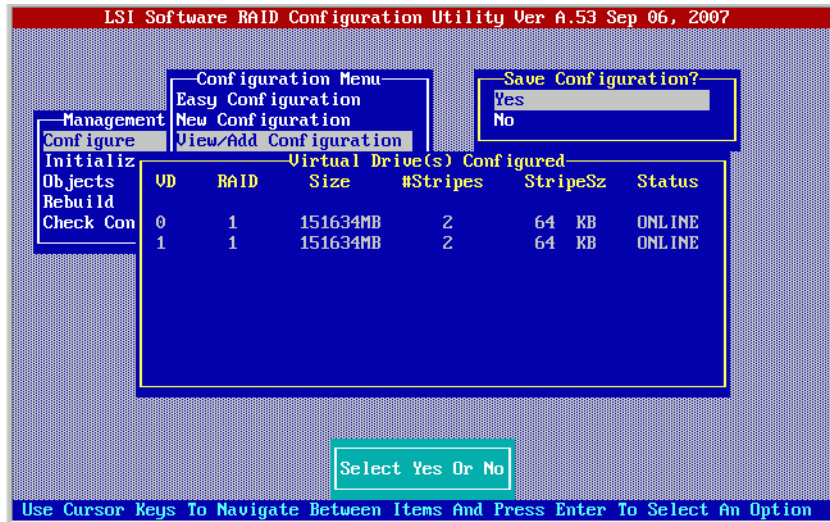 LSI Software RAID Configuration Utility Ver A.53 Sep 06, 2007
Configuration Menu
Easy Configuration
New Configuration
View/Add Configuration
Save Configuration?
Yes
No
Management
Configure
Initializ
Objects
Rebuild
Check Con
Virtual Drive(s) Configured
VD RAID Size #Stripes StripeSz Status
0 1 151634MB 2 64 KB ONLINE
1 1 151634MB 2 64 KB ONLINE
Select Yes Or No
Use Cursor Keys To Navigate Between Items And Press Enter To Select An Option